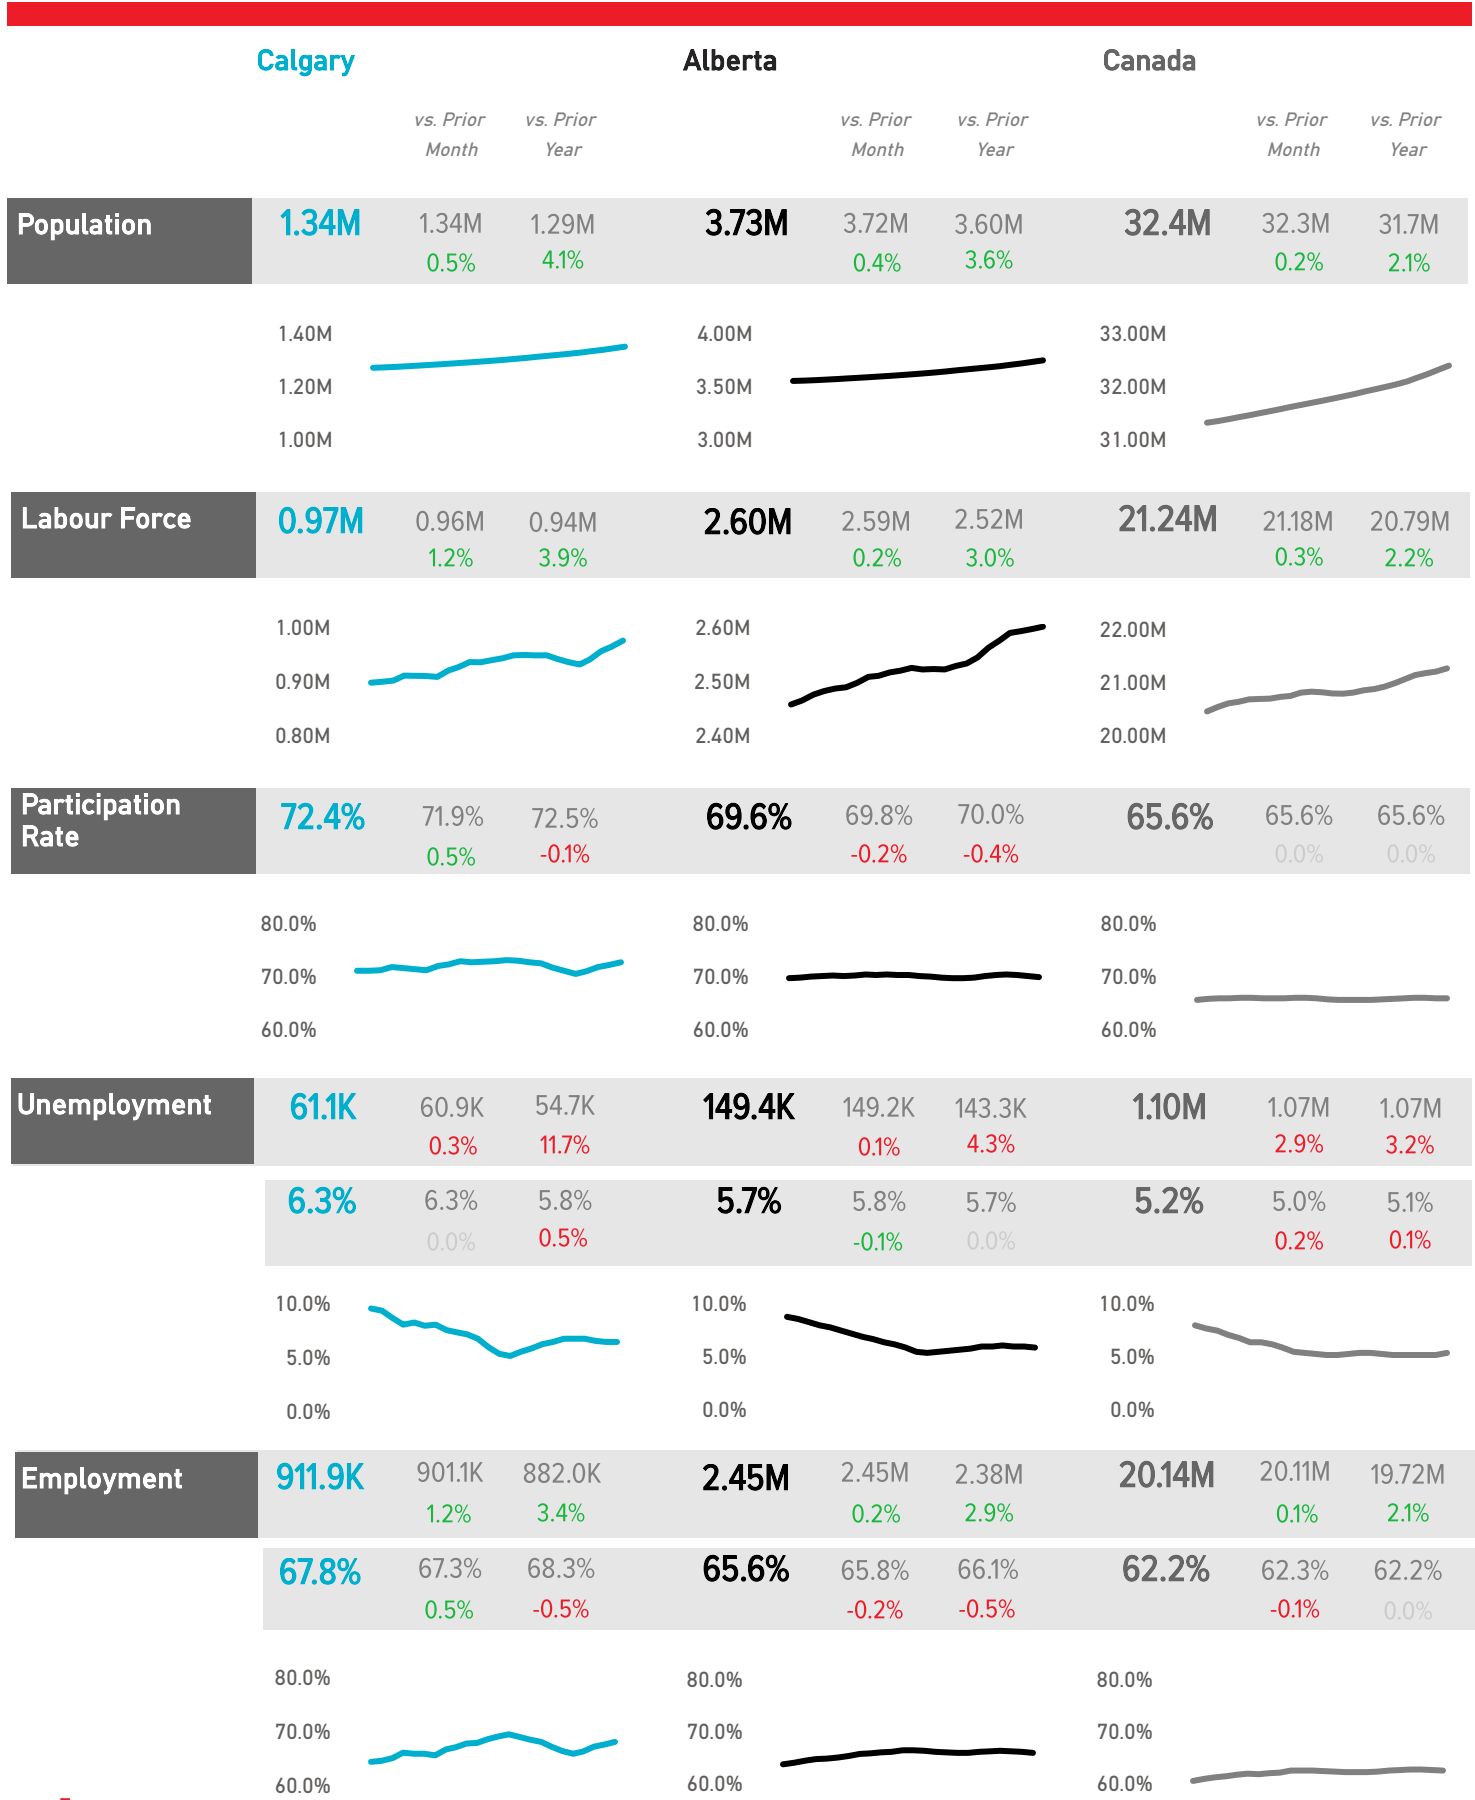 Calgary Alberta Canada
vs. Prior vs. Prior vs. Prior vs. Prior vs. Prior vs. Prior
Month Year Month Year Month Year
Population 1.34M 1.34M 1.29M 3.73M 3.72M 3.60M 32.4M 32.3M 31.7M
0.5% 4.1% 0.4% 3.6% 0.2% 2.1%
1.40M 4.00M 33.00M
1.20M 3.50M 32.00M
1.00M 3.00M 31.00M
Labour Force 0.97M 0.96M 0.94M 2.60M 2.59M 2.52M 21.24M 21.18M 20.79M
1.2% 3.9% 0.2% 3.0% 0.3% 2.2%
1.00M 2.60M 22.00M
0.90M 2.50M 21.00M
0.80M 2.40M 20.00M
Participation
Rate 72.4% 71.9% 72.5% 69.6% 69.8% 70.0% 65.6% 65.6% 65.6%
0.5% -0.1% -0.2% -0.4% 0.0% 0.0%
80.0% 80.0% 80.0%
70.0% 70.0% 70.0%
60.0% 60.0% 60.0%
Unemployment 61.1K 60.9K 54.7K 149.4K 149.2K 143.3K 1.10M 1.07M 1.07M
0.3% 11.7% 0.1% 4.3% 2.9% 3.2%
6.3% 6.3% 5.8% 5.7% 5.8% 5.7% 5.2% 5.0% 5.1%
0.0% 0.5% -0.1% 0.0% 0.2% 0.1%
10.0% 10.0% 10.0%
5.0% 5.0% 5.0%
0.0% 0.0% 0.0%
Employment 911.9K 901.1K 882.0K 2.45M 2.45M 2.38M 20.14M 20.11M 19.72M
1.2% 3.4% 0.2% 2.9% 0.1% 2.1%
67.8% 67.3% 68.3% 65.6% 65.8% 66.1% 62.2% 62.3% 62.2%
0.5% -0.5% -0.2% -0.5% -0.1% 0.0%
80.0% 80.0% 80.0%
70.0% 70.0% 70.0%
60.0% 60.0% 60.0%